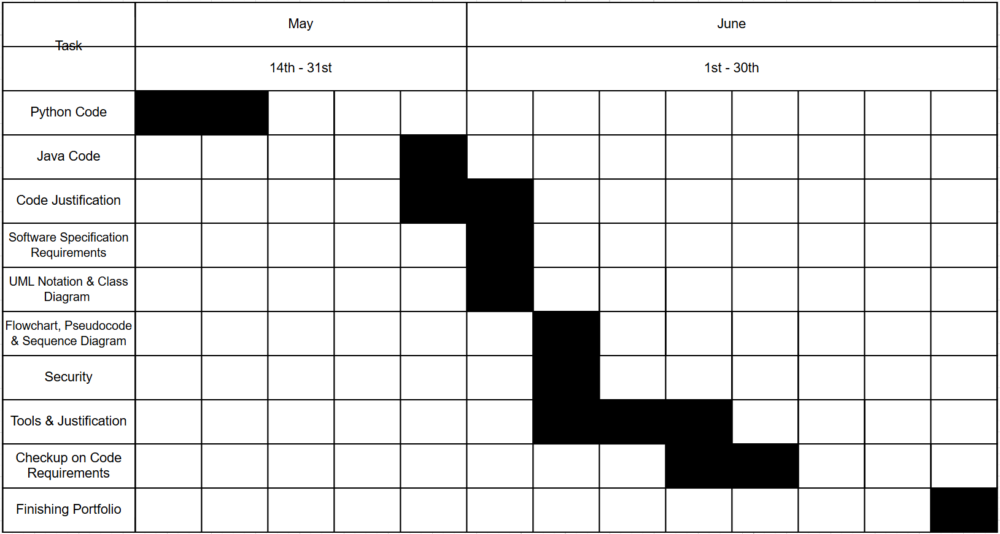 Task
May
June
14th - 31st
1st - 30th
Python Code
Java Code
Code Justification
Software Specification
Requirements
UML Notation & Class
Diagram
Flowchart, Pseudocode
& Sequence Diagram
Security
Tools & Justification
Checkup on Code
Requirements
Finishing Portfolio